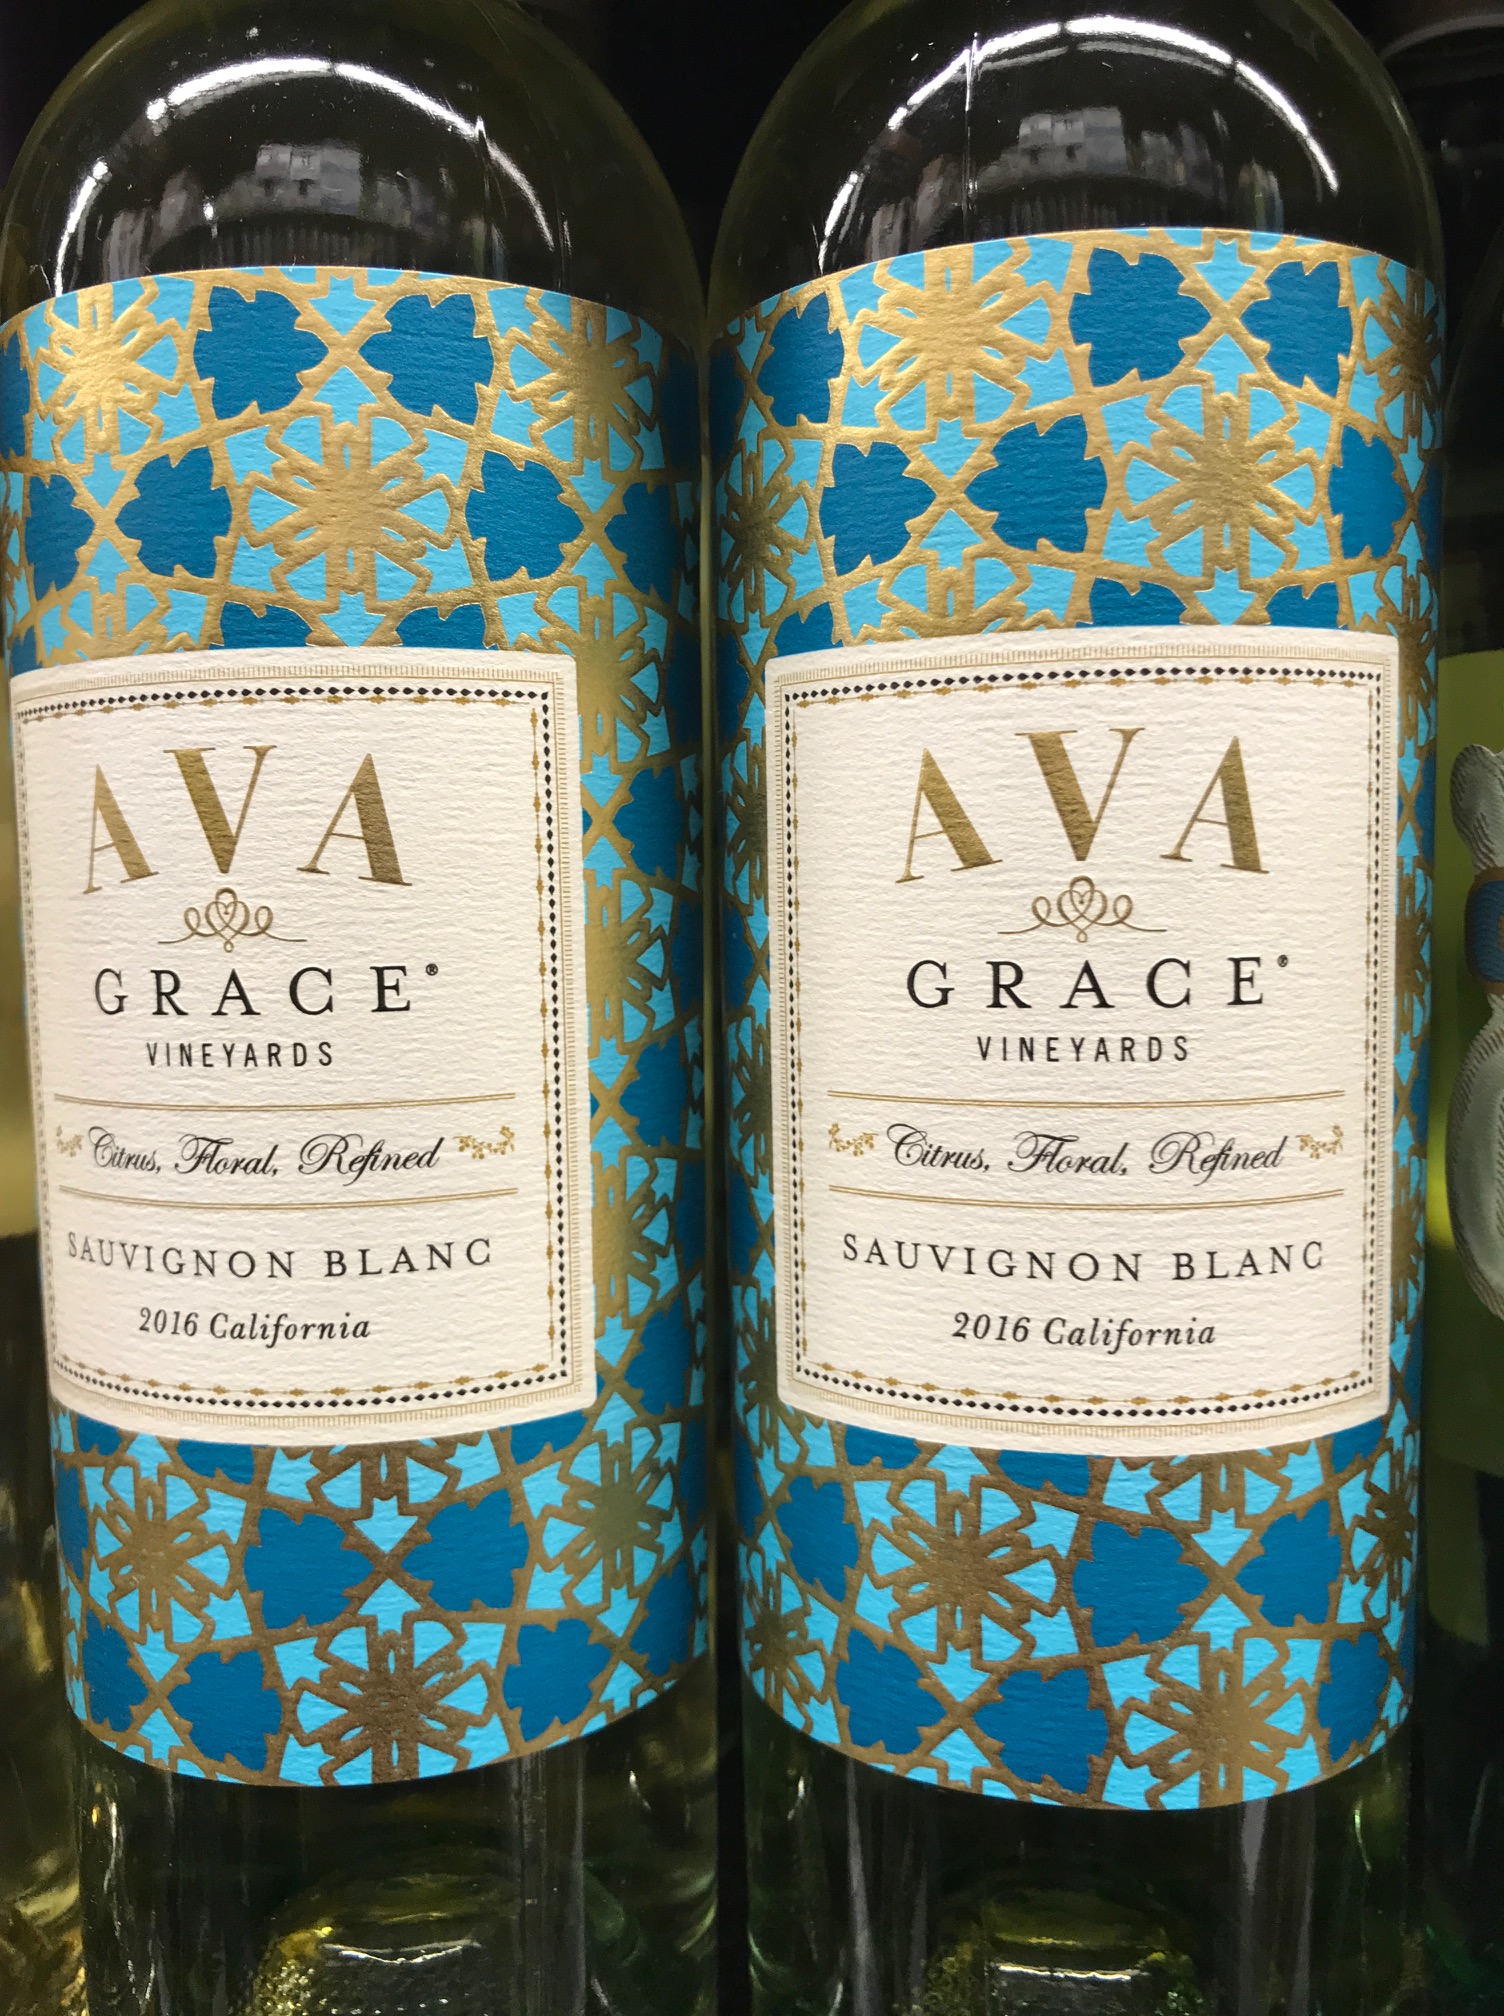 AVA
GRACE®
VINEYARDS
Citrus, Floral, Refined
SAUVIGNON BLANC
2016 California
AVA
GRACE®
VINEYARDS
Citrus, Floral, Refined
SAUVIGNON BLANC
2016 California